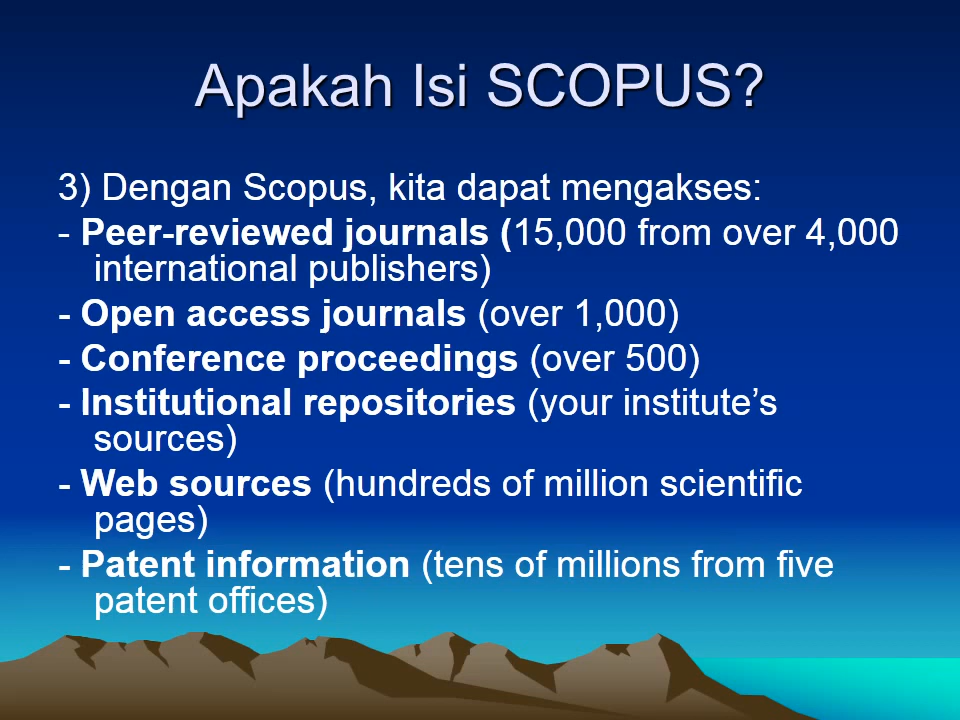 Apakah Isi SCOPUS?
3) Dengan Scopus, kita dapat mengakses:
- Peer-reviewed journals (15,000 from over 4,000
international publishers)
- Open access journals (over 1,000)
- Conference proceedings (over 500)
- Institutional repositories (your institute’s
sources)
- Web sources (hundreds of million scientific
pages)
- Patent information (tens of millions from five
patent offices)